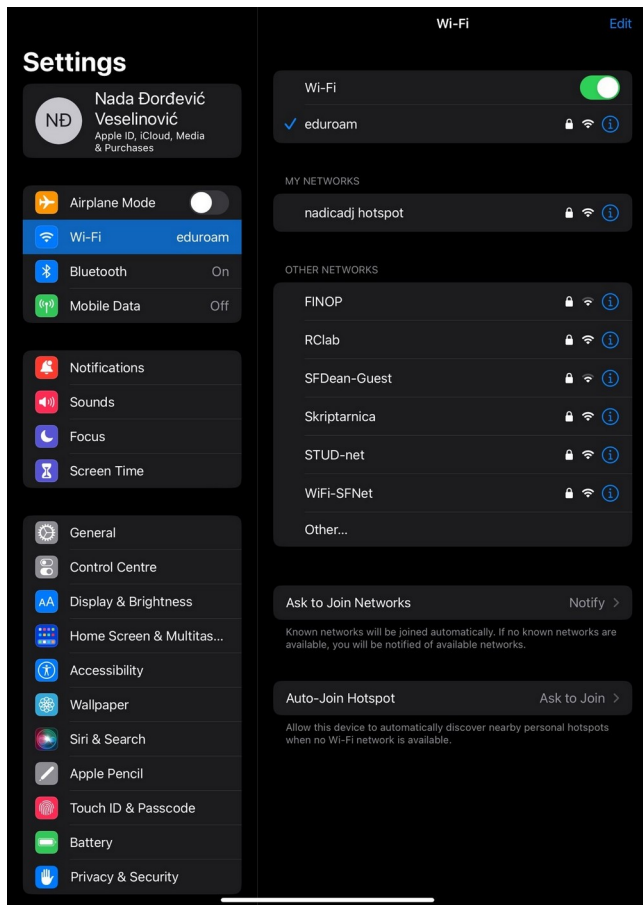 Settings
NĐ
Nada Đorđević
Veselinović
Apple ID, iCloud, Media
& Purchases
Airplane Mode
Wi-Fi eduroam
Bluetooth On
Mobile Data Off
Notifications
Sounds
Focus
Screen Time
General
Control Centre
AA
Display & Brightness
Home Screen & Multitas...
Accessibility
Wallpaper
Siri & Search
Apple Pencil
Touch ID & Passcode
Battery
Privacy & Security
Wi-Fi Edit
Wi-Fi
eduroam
MY NETWORKS
nadicadj hotspot
OTHER NETWORKS
FINOP
RClab
SFDean-Guest
Skriptarnica
STUD-net
WiFi-SFNet
Other...
Ask to Join Networks Notify
Known networks will be joined automatically. If no known networks are
available, you will be notified of available networks.
Auto-Join Hotspot Ask to Join
Allow this device to automatically discover nearby personal hotspots
when no Wi-Fi network is available.